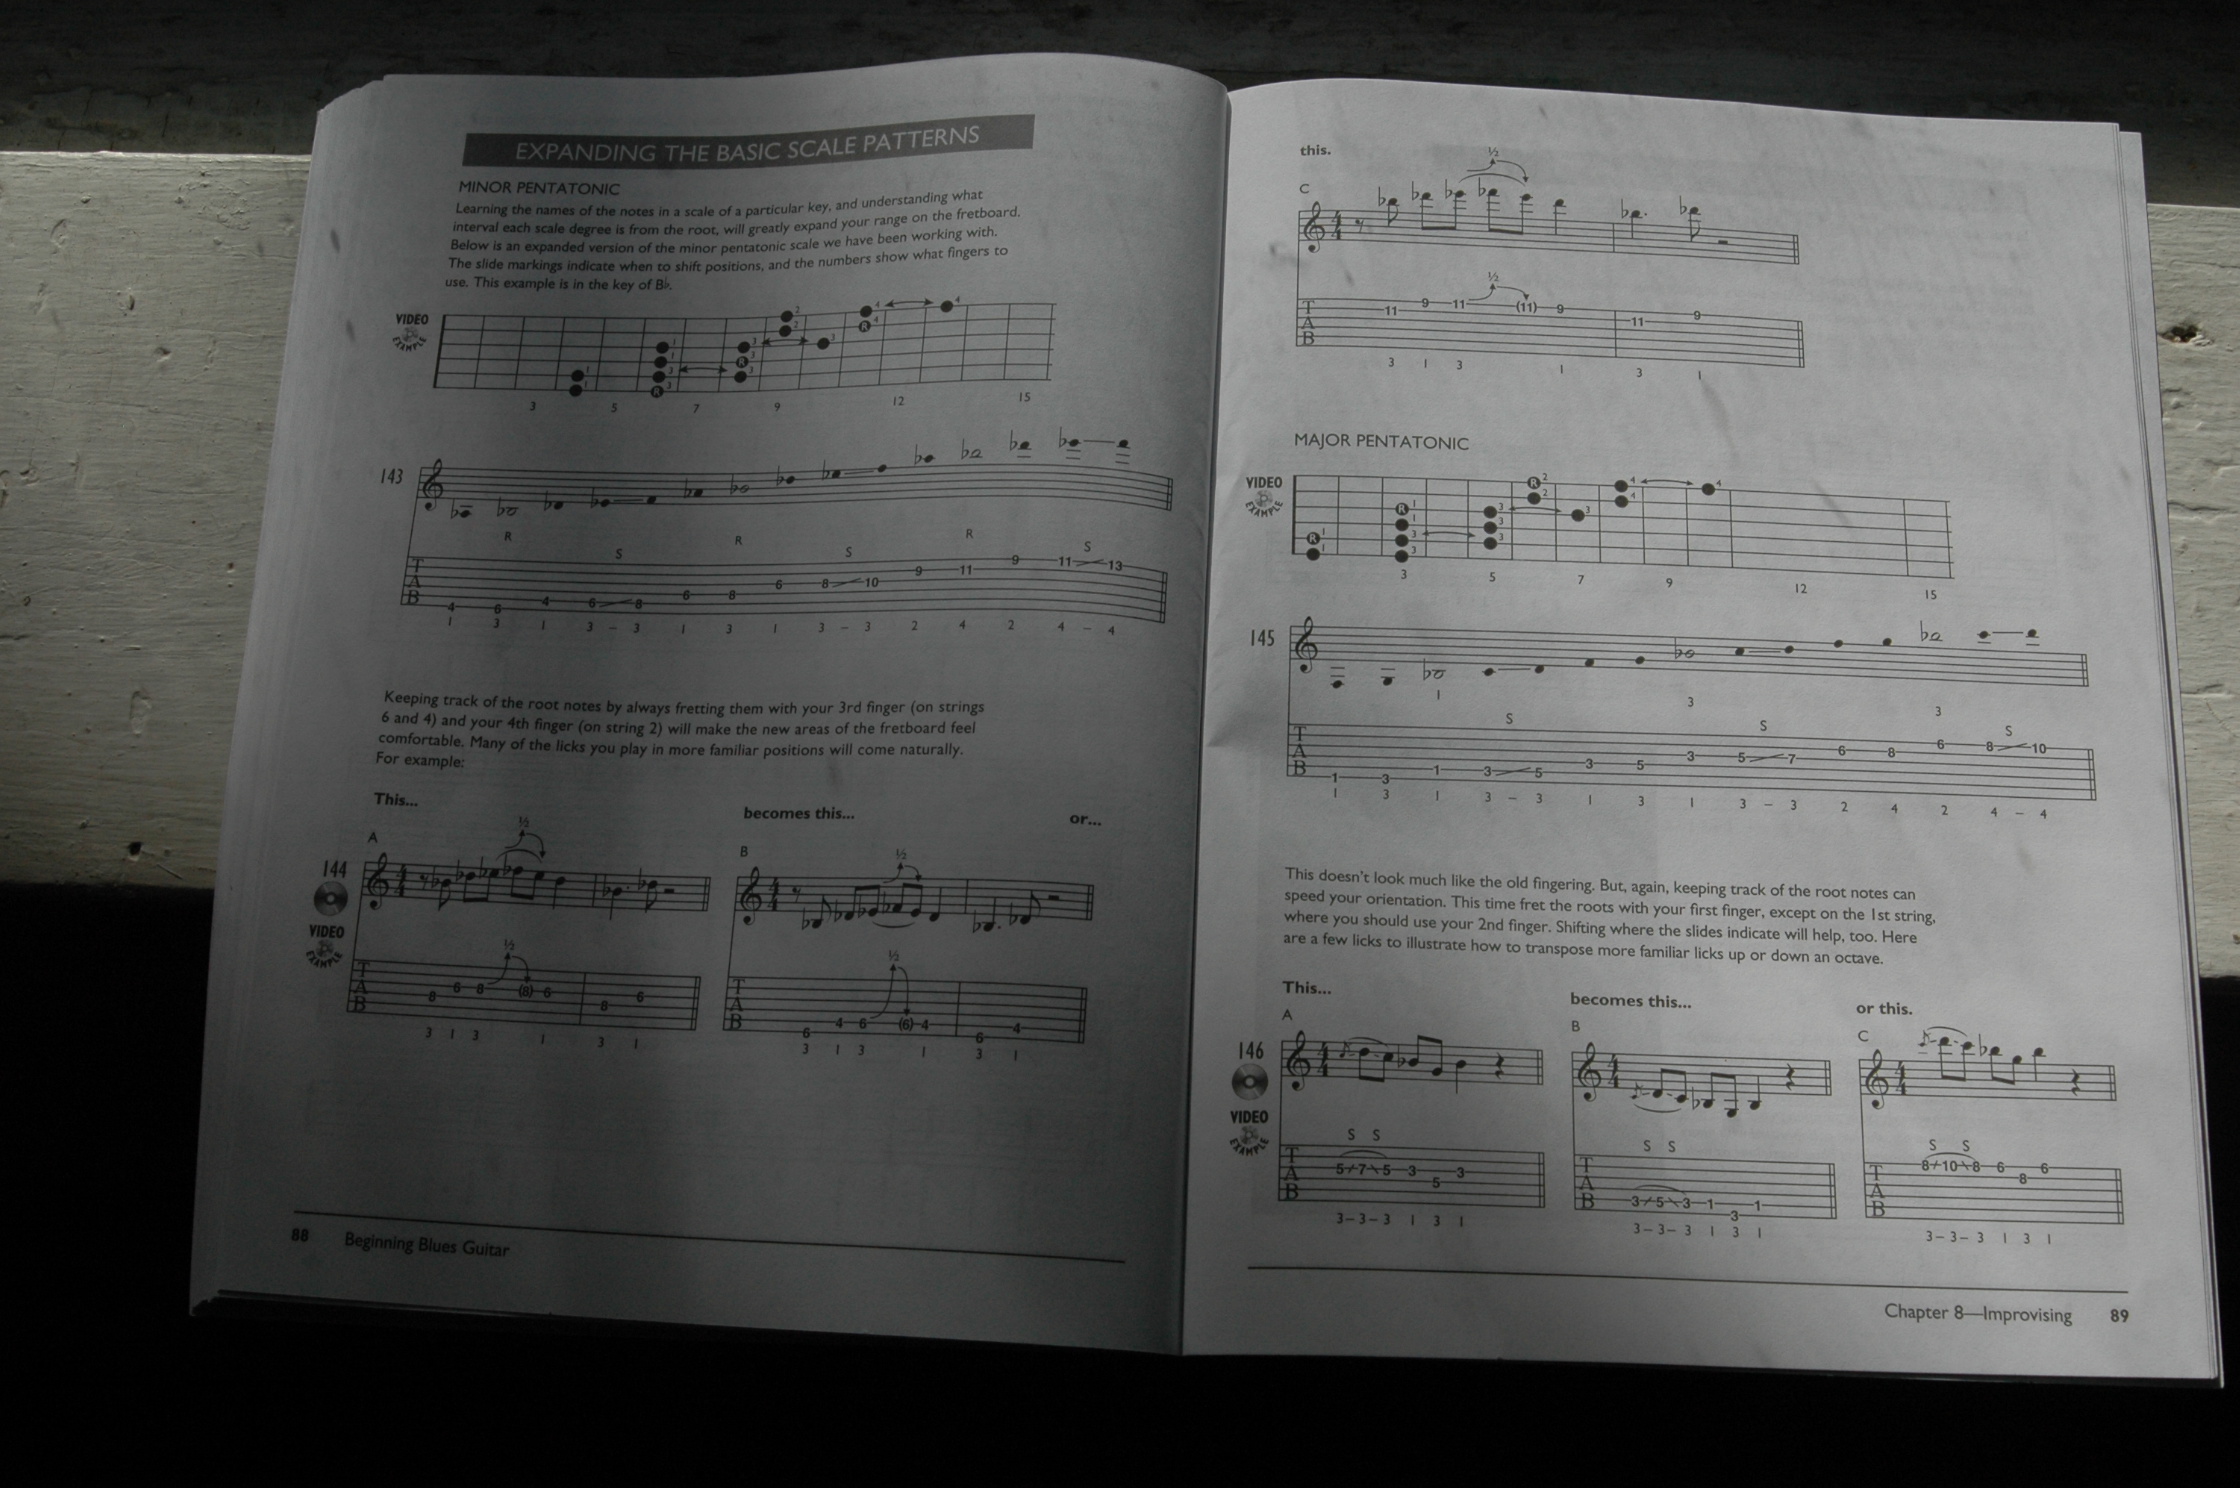 EXPANDING THE BASIC SCALE PATTERNS
MINOR PENTATONIC
Learning the names of the notes in a scale of a particular key, and understanding what
interval each scale degree is from the root, will greatly expand your range on the fretboard.
Below is an expanded version of the minor pentatonic scale we have been working with.
The slide markings indicate when to shift positions, and the numbers show what fingers to
use. This example is in the key of B♭.
VIDEO
EXAMPLE
3 5 7 9 12 15
143
R R R
S S S
T
A
B
4 6 4 6 8 6 8 6 8 10 9 11 9 11 13
1 3 1 3 – 3 1 3 1 3 – 3 2 4 2 4 – 4
Keeping track of the root notes by always fretting them with your 3rd finger (on strings
6 and 4) and your 4th finger (on string 2) will make the new areas of the fretboard feel
comfortable. Many of the licks you play in more familiar positions will come naturally.
For example:
This...
becomes this...
or...
A
½
144
VIDEO
EXAMPLE
½
T
A
B
8 6 8 (8) 6 8 6
3 1 3 1 3 1
B
½
½
T
A
B
6 4 6 (6) 4 6 4
3 1 3 1 3 1
88 Beginning Blues Guitar
this.
½
C
½
T
A
B
11 9 11 (11) 9 11 9
3 1 3 1 3 1
MAJOR PENTATONIC
VIDEO
EXAMPLE
3 5 7 9 12 15
145
1 3 3
S S S
T
A
B
1 3 1 3 5 3 5 3 5 7 6 8 6 8 10
1 3 1 3 – 3 1 3 1 3 – 3 2 4 2 4 – 4
This doesn't look much like the old fingering. But, again, keeping track of the root notes can
speed your orientation. This time fret the roots with your first finger, except on the 1st string,
where you should use your 2nd finger. Shifting where the slides indicate will help, too. Here
are a few licks to illustrate how to transpose more familiar licks up or down an octave.
This...
becomes this...
or this.
A
146
VIDEO
EXAMPLE
S S
T
A
B
5 7 5 3 5 3
3 – 3 – 3 1 3 1
B
S S
T
A
B
3 5 3 1 3 1
3 – 3 – 3 1 3 1
C
S S
T
A
B
8 10 8 6 8 6
3 – 3 – 3 1 3 1
Chapter 8—Improvising 89